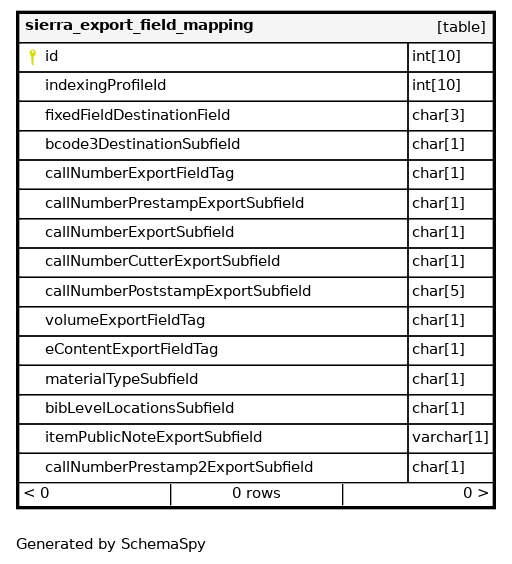 sierra_export_field_mapping [table]
id int[10]
indexingProfileId int[10]
fixedFieldDestinationField char[3]
bcode3DestinationSubfield char[1]
callNumberExportFieldTag char[1]
callNumberPrestampExportSubfield char[1]
callNumberExportSubfield char[1]
callNumberCutterExportSubfield char[1]
callNumberPoststampExportSubfield char[5]
volumeExportFieldTag char[1]
eContentExportFieldTag char[1]
materialTypeSubfield char[1]
bibLevelLocationsSubfield char[1]
itemPublicNoteExportSubfield varchar[1]
callNumberPrestamp2ExportSubfield char[1]
< 0 0 rows 0 >
Generated by SchemaSpy